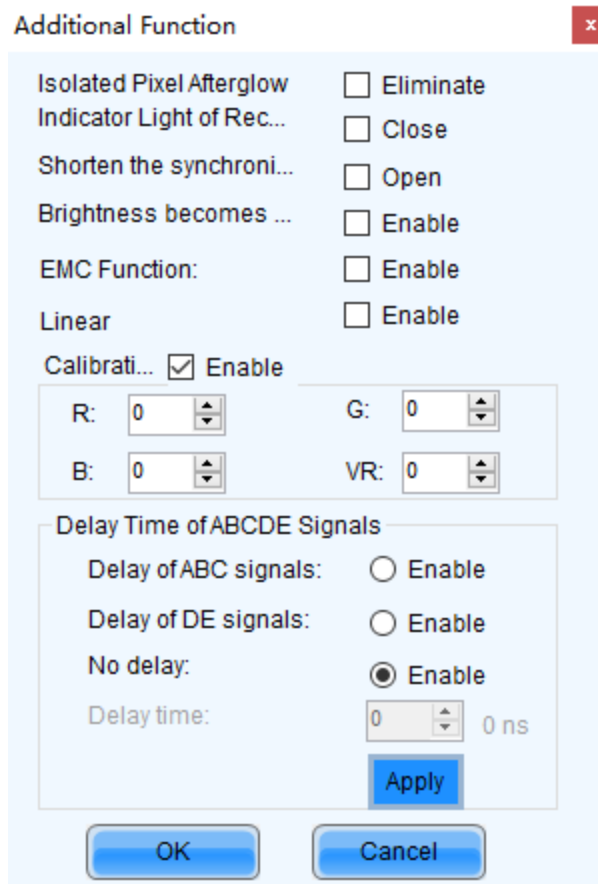 Additional Function x
Isolated Pixel Afterglow Eliminate
Indicator Light of Rec... Close
Shorten the synchroni... Open
Brightness becomes ... Enable
EMC Function: Enable
Linear Enable
Calibrati... Enable
R: 0 G: 0
B: 0 VR: 0
Delay Time of ABCDE Signals
Delay of ABC signals: Enable
Delay of DE signals: Enable
No delay: Enable
Delay time: 0 0 ns
Apply
OK Cancel